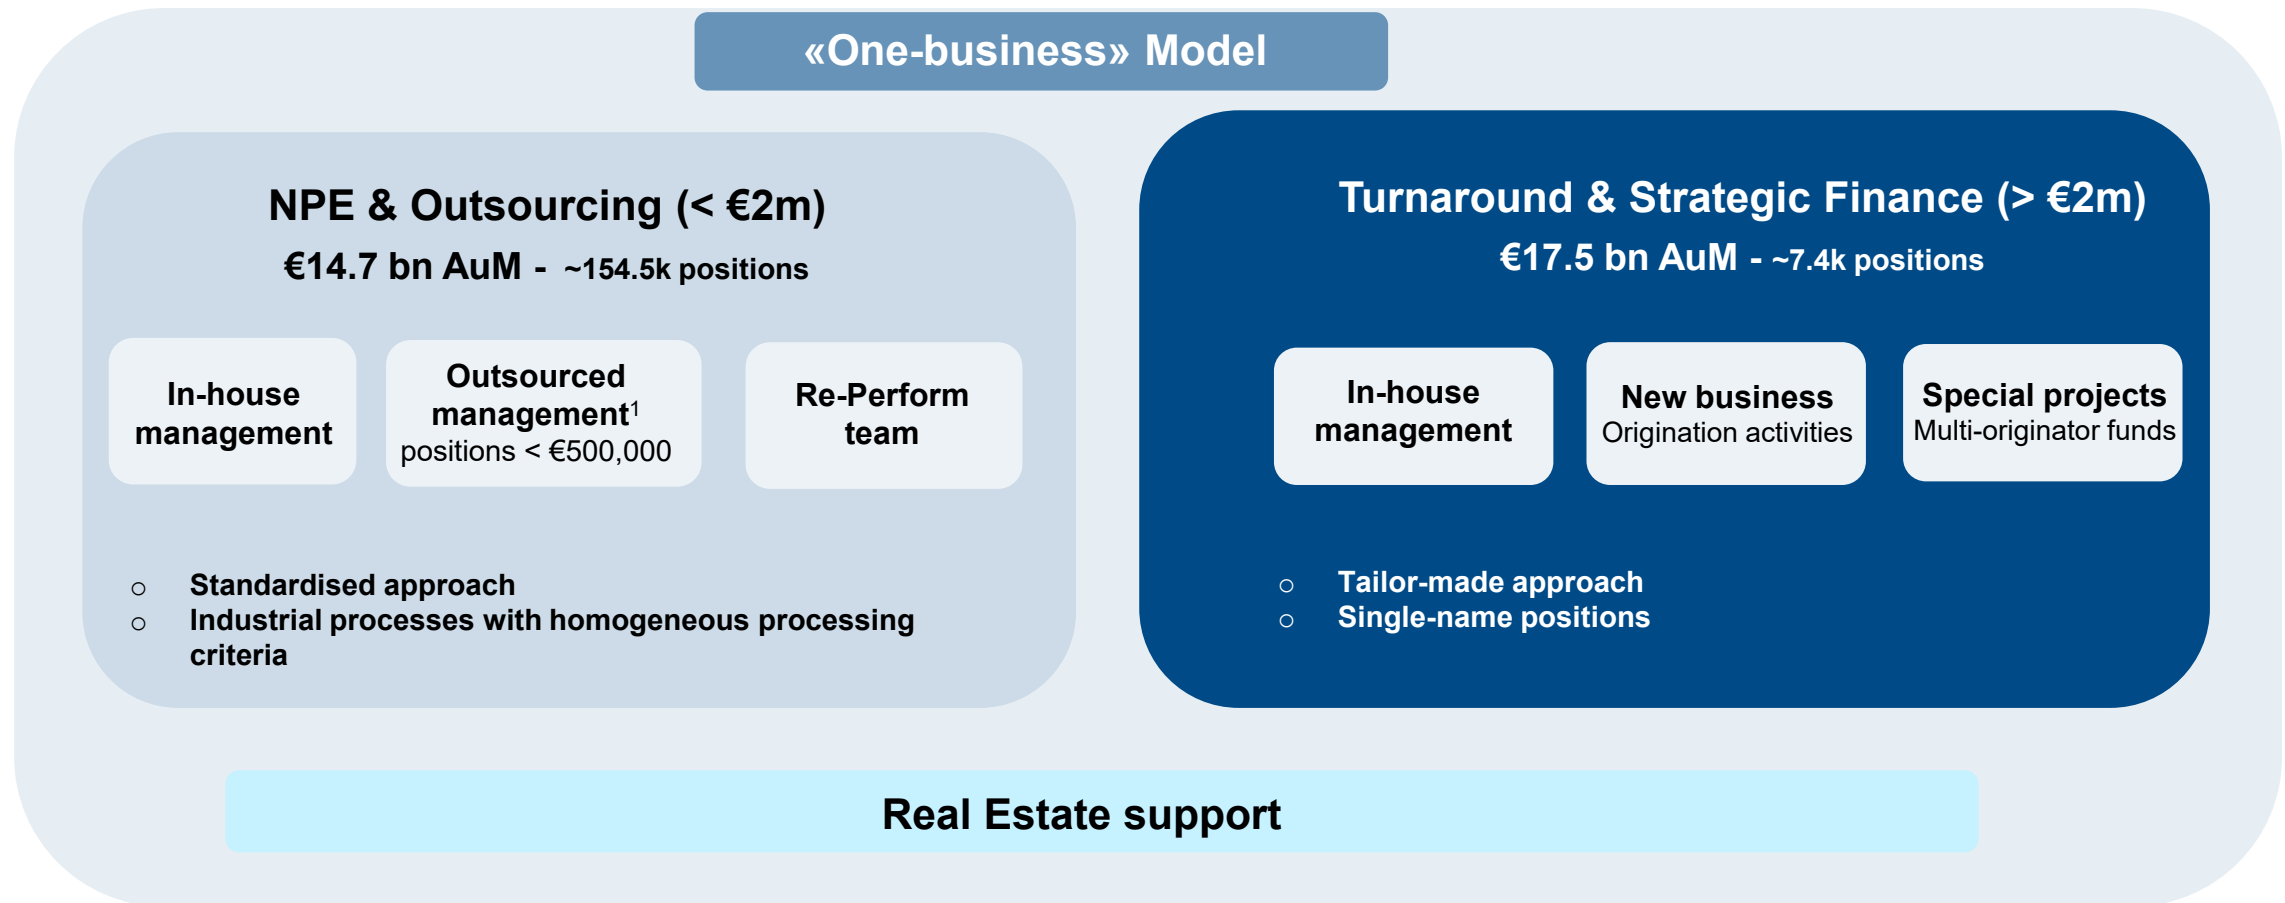 «One-business» Model
NPE & Outsourcing (< €2m)
€14.7 bn AuM - ~154.5k positions
In-house
management
Outsourced
management¹
positions < €500,000
Re-Perform
team
○ Standardised approach
○ Industrial processes with homogeneous processing
criteria
Turnaround & Strategic Finance (> €2m)
€17.5 bn AuM - ~7.4k positions
In-house
management
New business
Origination activities
Special projects
Multi-originator funds
○ Tailor-made approach
○ Single-name positions
Real Estate support